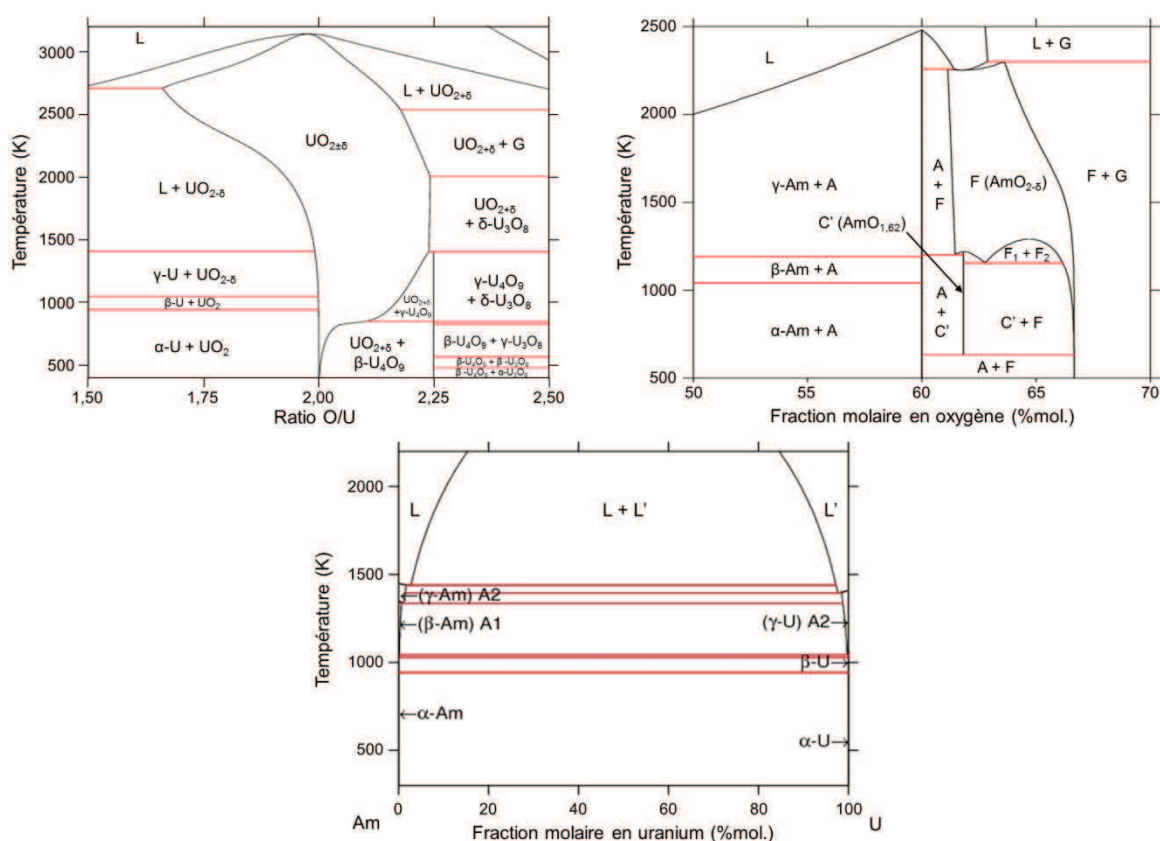 L
3000
2500
2000
1500
1000
500
Température (K)
L + UO2+δ
UO2±δ
UO2+δ + G
L + UO2-δ
UO2+δ
+ δ-U3O8
γ-U + UO2-δ
β-U + UO2
α-U + UO2
UO2+δ
+γ-U4O9
γ-U4O9
+ δ-U3O8
UO2+δ +
β-U4O9
β-U4O9 + γ-U3O8
1,50
1,75
2,00
2,25
2,50
Ratio O/U
2500
2000
1500
1000
500
Température (K)
L
L + G
γ-Am + A
A
+
F
F (AmO2-δ)
F + G
C' (AmO1,62)
F1 + F2
β-Am + A
α-Am + A
A
+
C'
C' + F
A + F
50
55
60
65
70
Fraction molaire en oxygène (%mol.)
2000
1500
1000
500
Température (K)
L
L + L'
L'
(γ-Am) A2
(β-Am) A1
(γ-U) A2
β-U
α-Am
α-U
0
20
40
60
80
100
Am
Fraction molaire en uranium (%mol.)
U